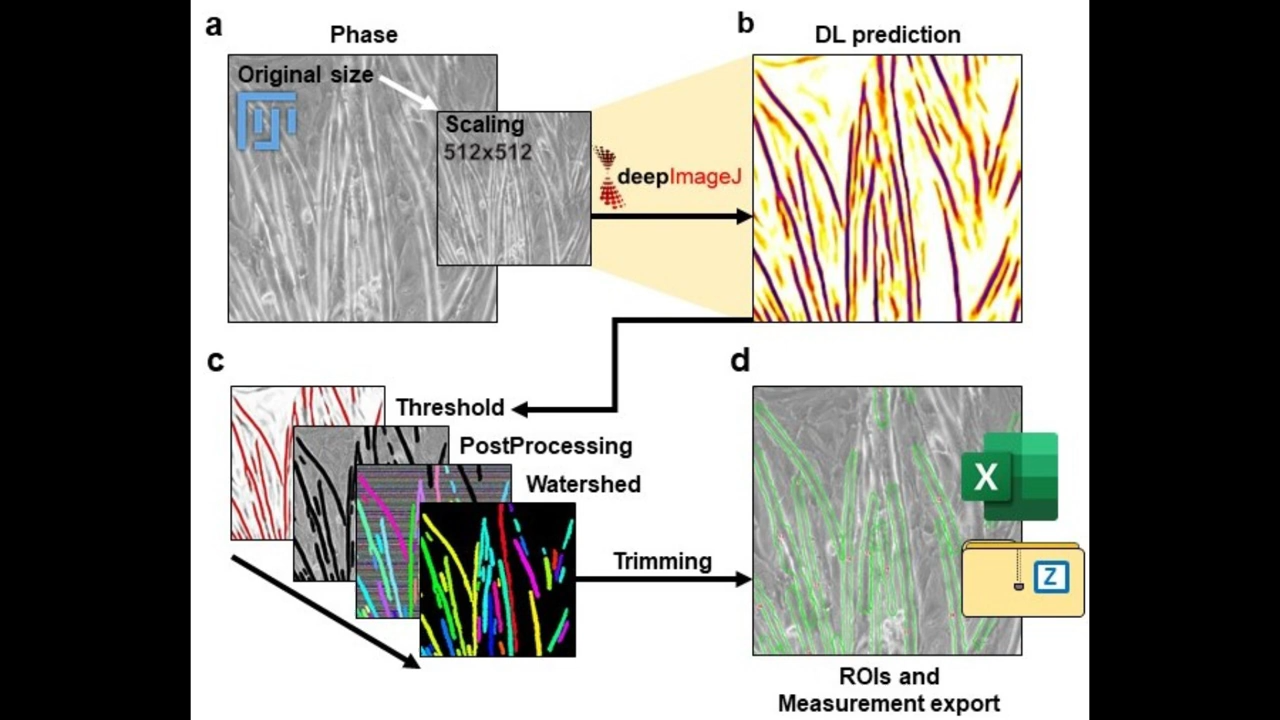 a
Phase
Original size
Scaling
512x512
deepImageJ
b
DL prediction
c
Threshold
PostProcessing
Watershed
Trimming
d
X
Z
ROIs and
Measurement export